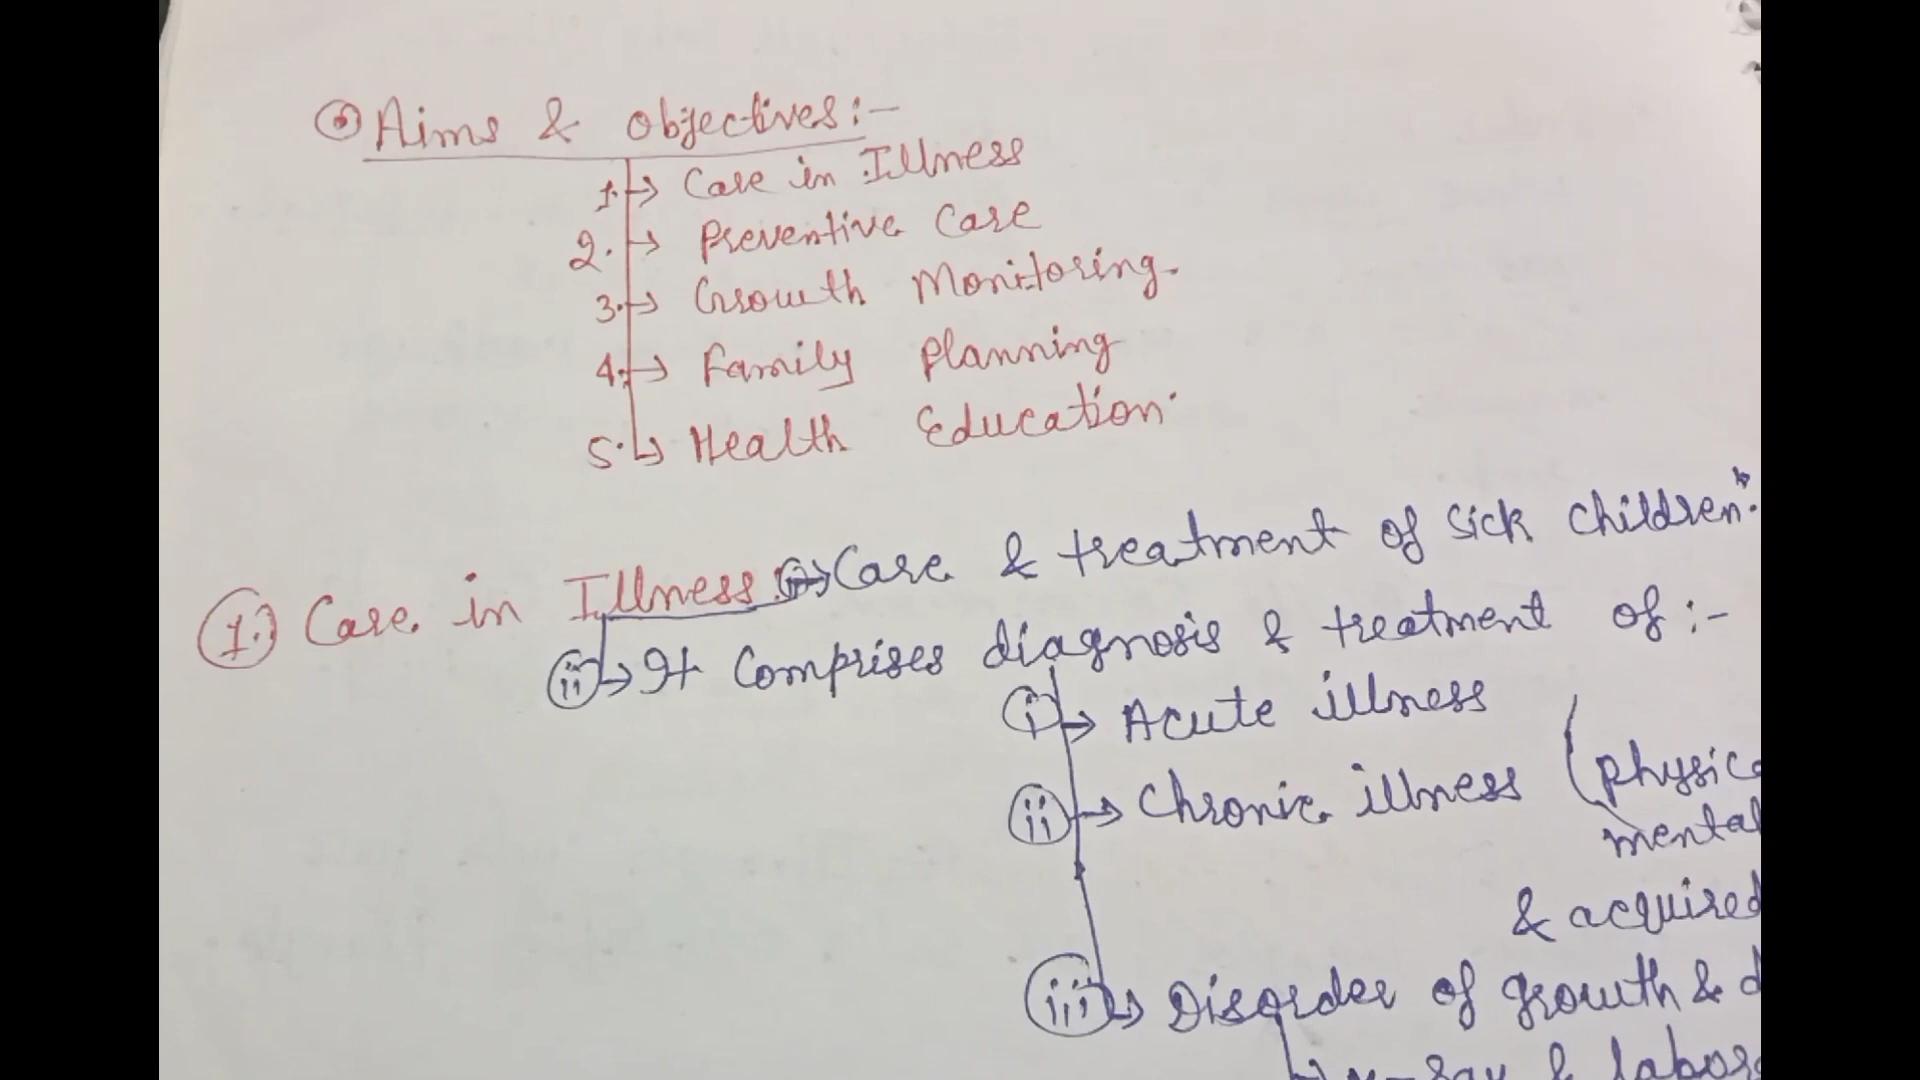 Aims & objectives:-
1. → Care in Illness
2. → Preventive Care
3. → Growth Monitoring.
4. → Family planning
5. → Health Education.
1.) Care in Illness :→ Care & treatment of sick children.
ii → It Comprises diagnosis & treatment of :-
i → Acute illness
ii → Chronic illness (physic
mental
& acquired
iii → Disorder of growth & d
→ x-ray & labor